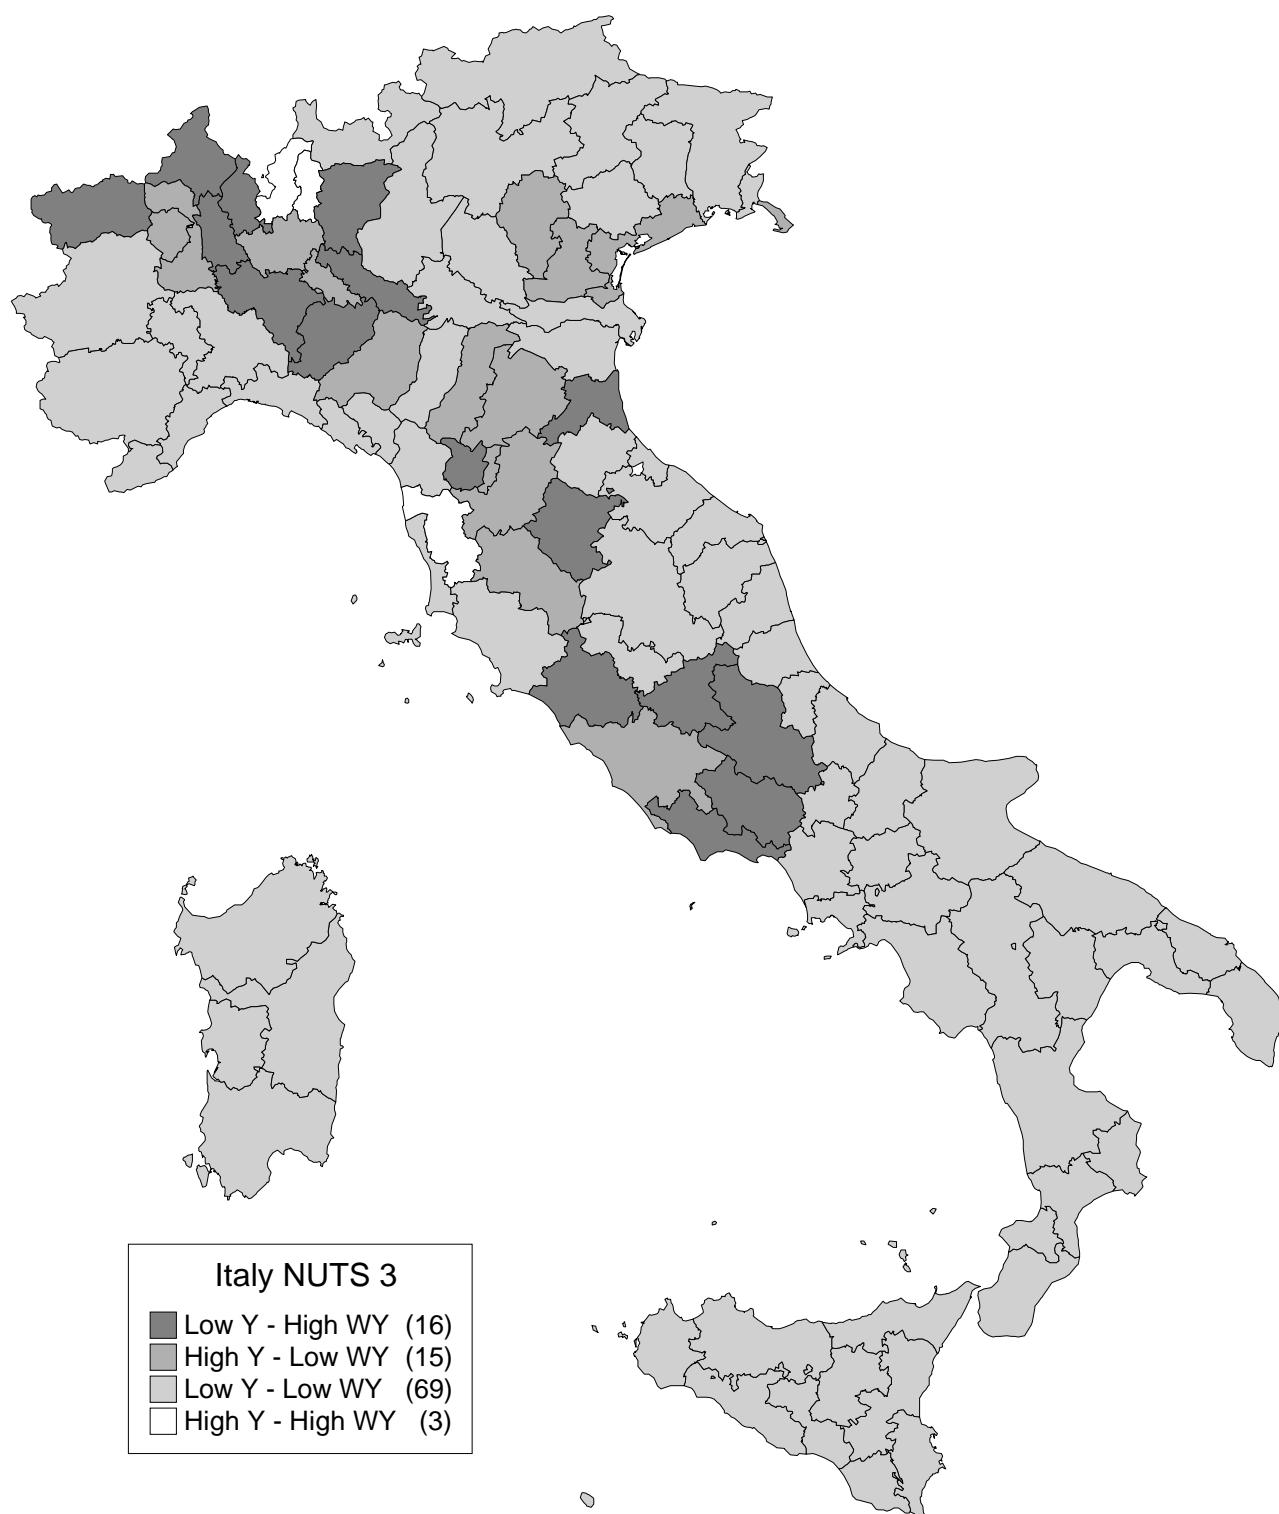 Italy NUTS 3
Low Y - High WY (16)
High Y - Low WY (15)
Low Y - Low WY (69)
High Y - High WY (3)